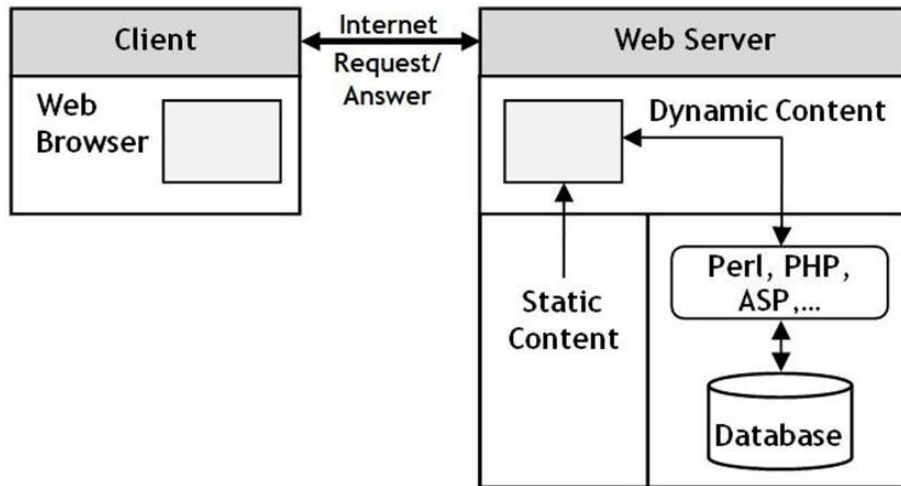 Client
Internet
Request/
Answer
Web Server
Web
Browser
Dynamic Content
Static
Content
Perl, PHP,
ASP,...
Database